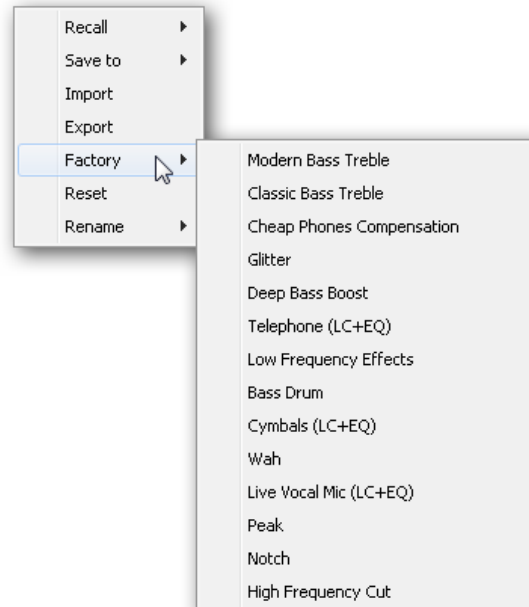 Recall
Save to
Import
Export
Factory
Reset
Rename
Modern Bass Treble
Classic Bass Treble
Cheap Phones Compensation
Glitter
Deep Bass Boost
Telephone (LC+EQ)
Low Frequency Effects
Bass Drum
Cymbals (LC+EQ)
Wah
Live Vocal Mic (LC+EQ)
Peak
Notch
High Frequency Cut